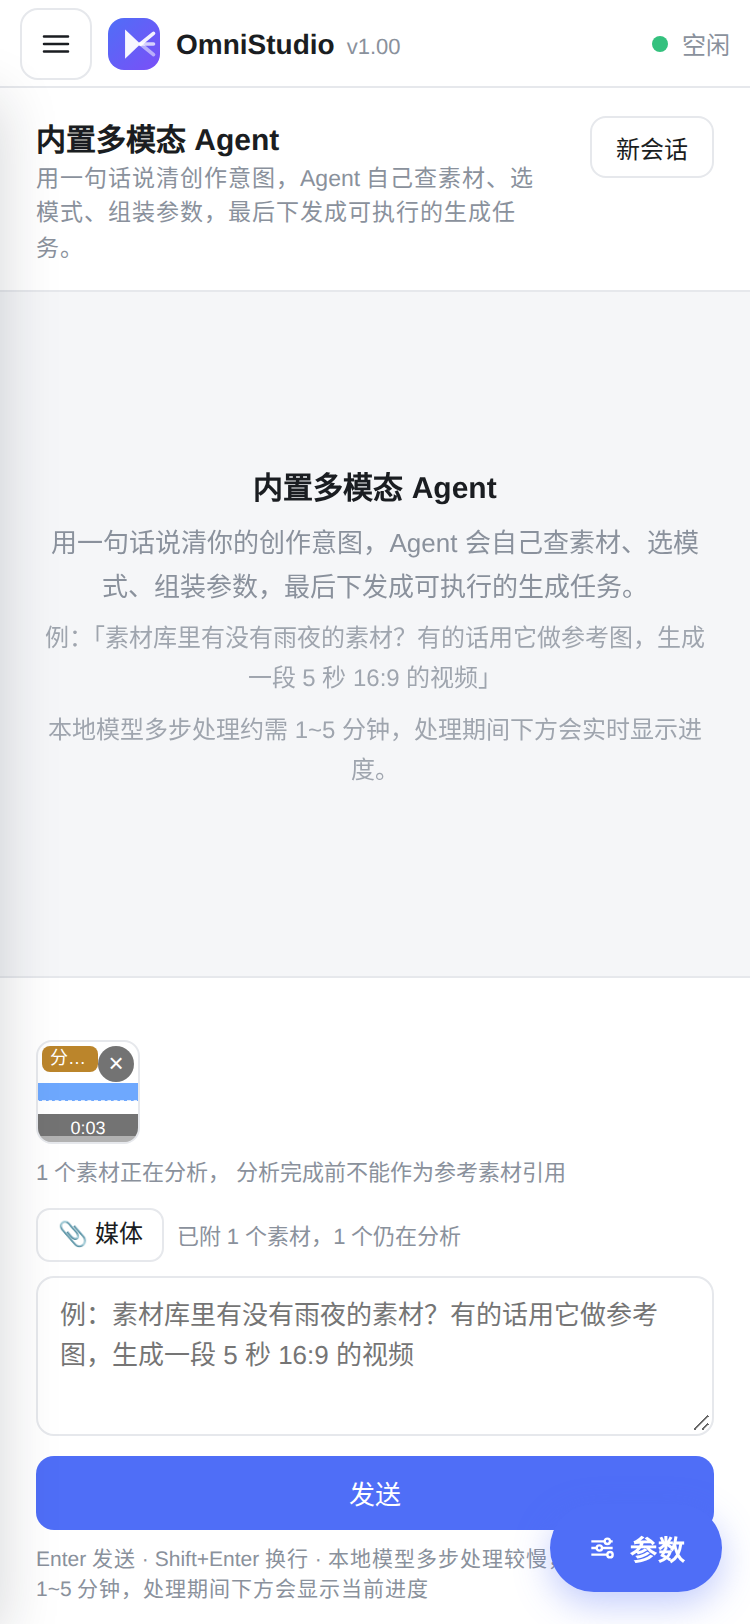 OmniStudio v1.00
空闲
内置多模态 Agent
新会话
用一句话说清创作意图，Agent 自己查素材、选
模式、组装参数，最后下发成可执行的生成任
务。
内置多模态 Agent
用一句话说清你的创作意图，Agent 会自己查素材、选模
式、组装参数，最后下发成可执行的生成任务。
例：「素材库里有没有雨夜的素材？有的话用它做参考图，生成
一段 5 秒 16:9 的视频」
本地模型多步处理约需 1~5 分钟，处理期间下方会实时显示进
度。
分...
0:03
1 个素材正在分析， 分析完成前不能作为参考素材引用
媒体
已附 1 个素材，1 个仍在分析
例：素材库里有没有雨夜的素材？有的话用它做参考
图，生成一段 5 秒 16:9 的视频
发送
Enter 发送 · Shift+Enter 换行 · 本地模型多步处理较慢，
1~5 分钟，处理期间下方会显示当前进度
参数